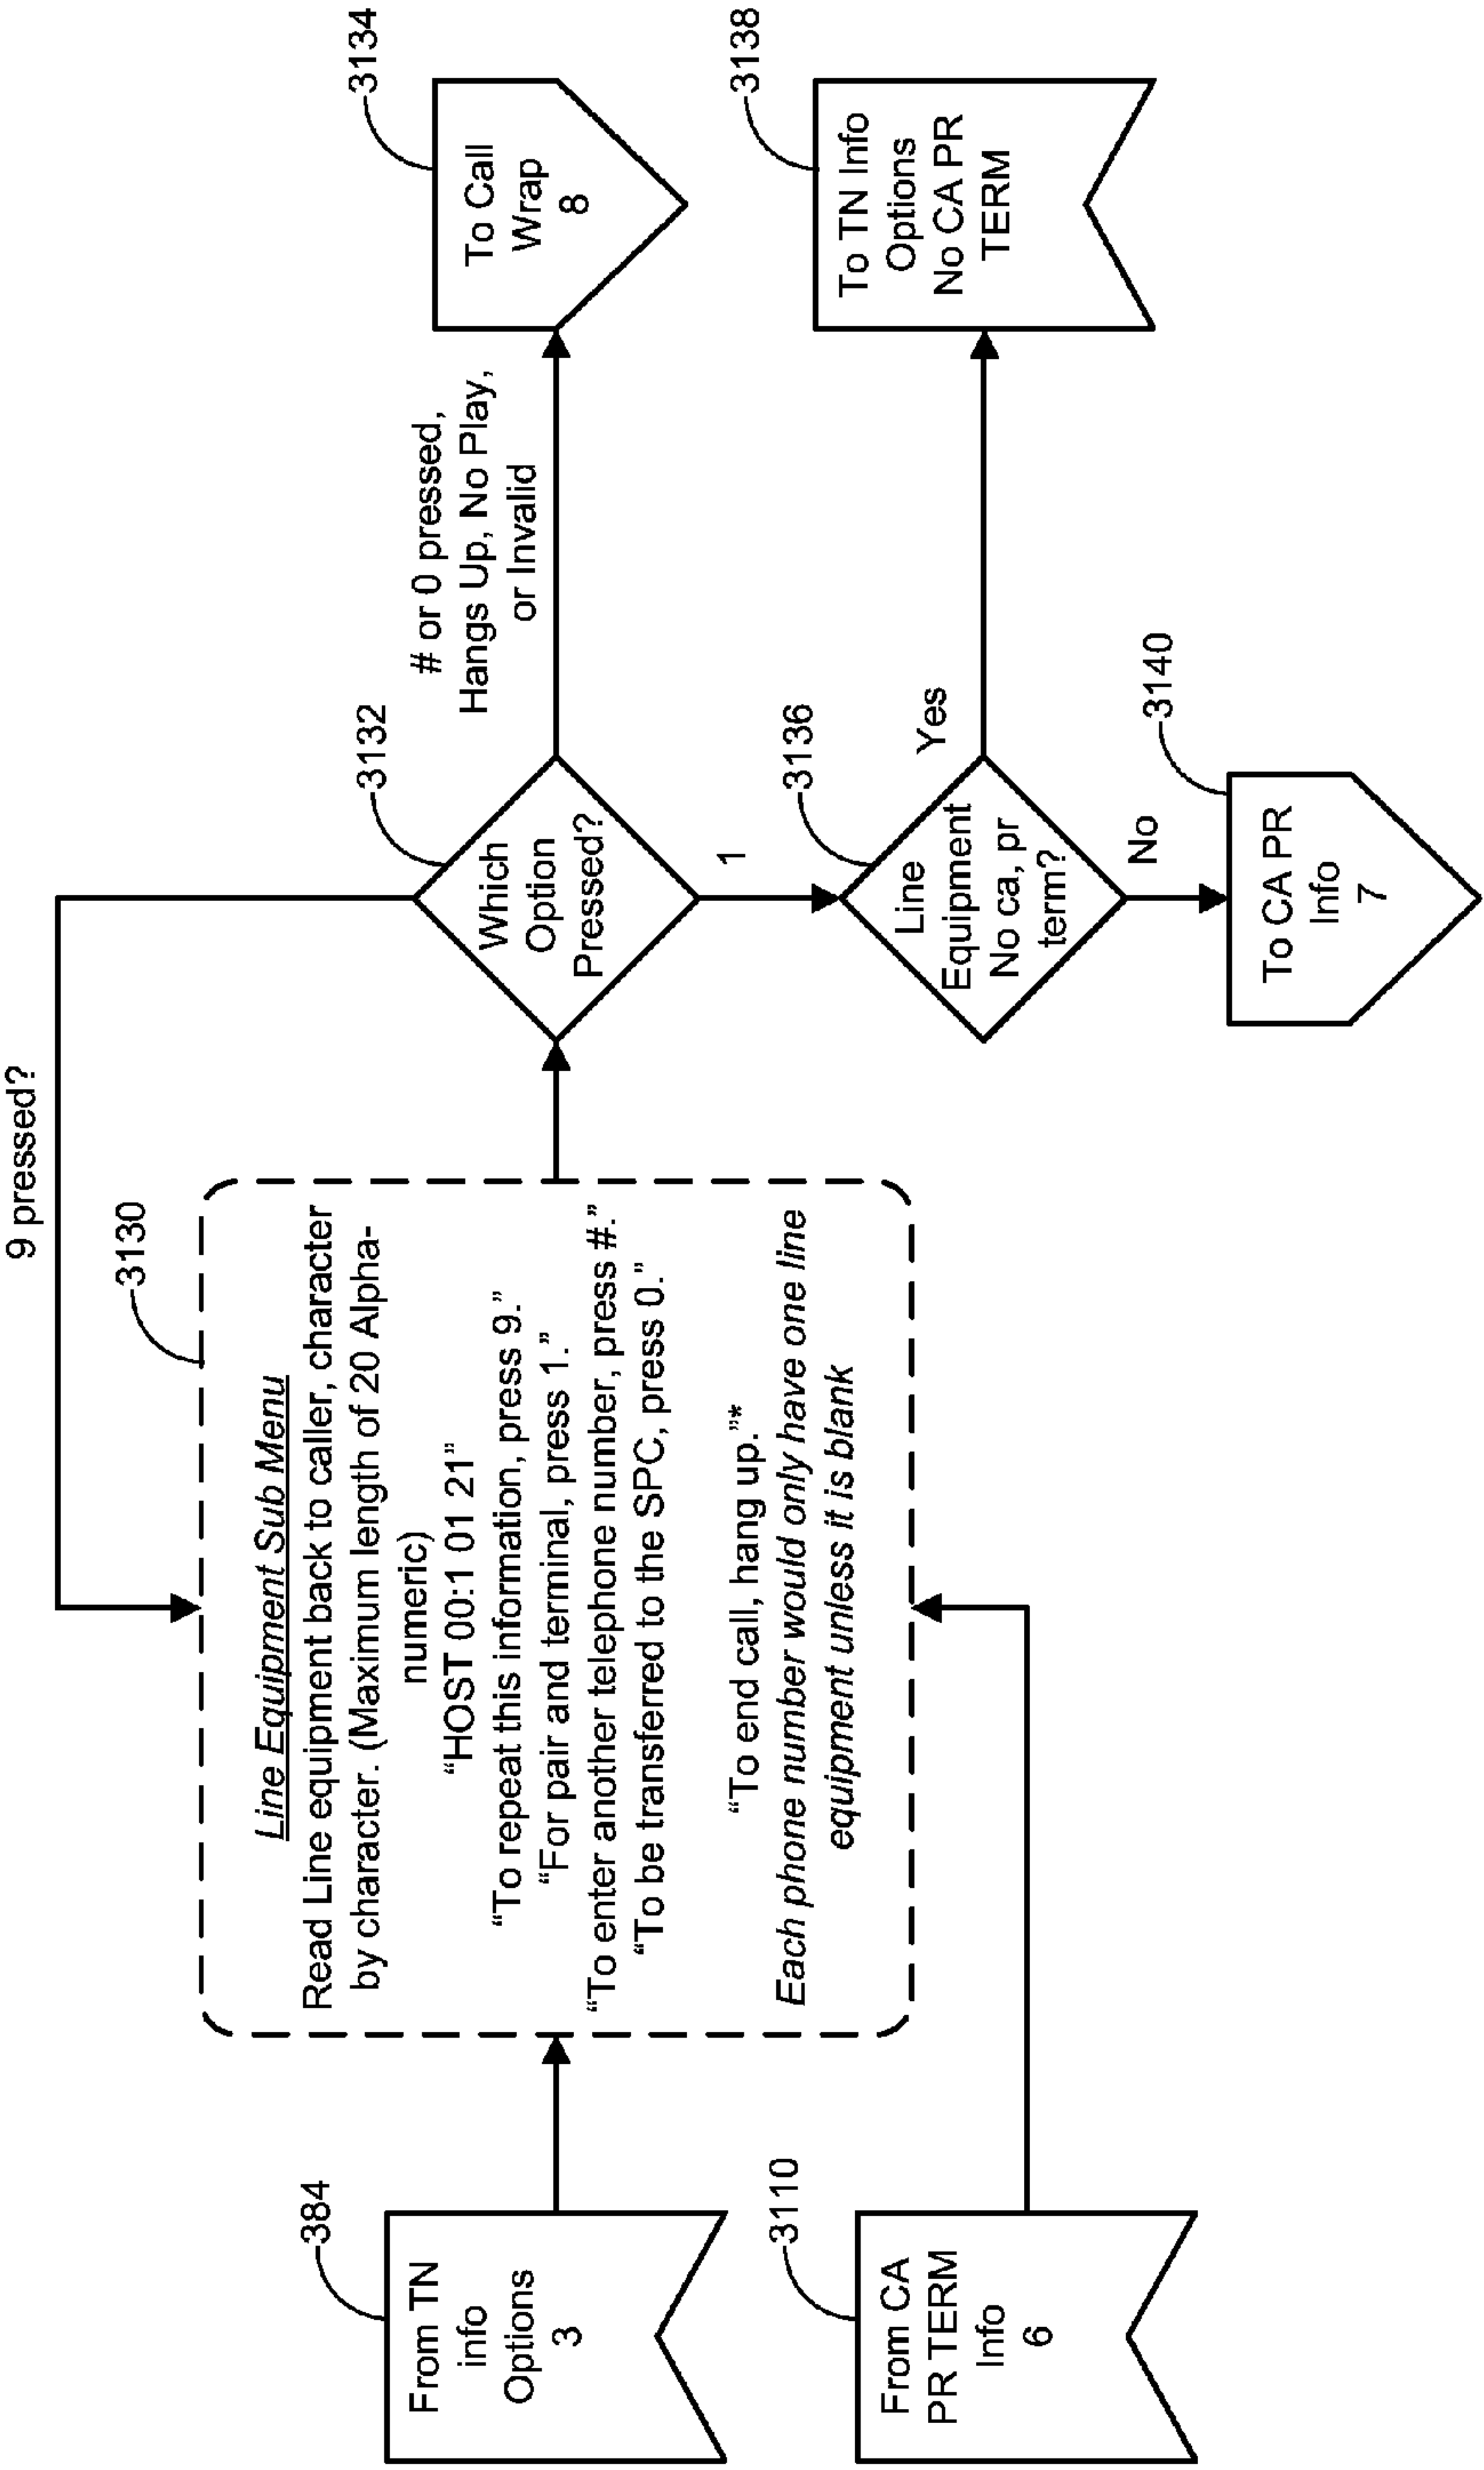 9 pressed?
3130
Line Equipment Sub Menu
Read Line equipment back to caller, character
by character. (Maximum length of 20 Alpha-
numeric)
“HOST 00:1 01 21”
“To repeat this information, press 9.”
“For pair and terminal, press 1.”
“To enter another telephone number, press #.”
“To be transferred to the SPC, press 0.”
“To end call, hang up.”*
Each phone number would only have one line
equipment unless it is blank
384
From TN
info
Options
3
3110
From CA
PR TERM
Info
6
3132
Which
Option
Pressed?
# or 0 pressed,
Hangs Up, No Play,
or Invalid
3134
To Call
Wrap
8
1
3136
Line
Equipment
No ca, pr
term?
Yes
3138
To TN Info
Options
No CA PR
TERM
No
3140
To CA PR
Info
7